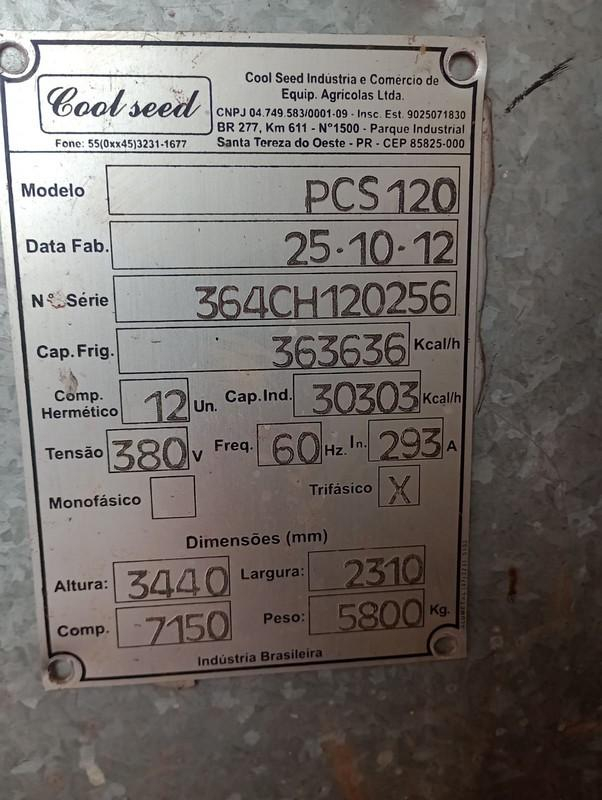 Cool seed
Fone: 55(0xx45)3231-1677
Cool Seed Indústria e Comércio de
Equip. Agrícolas Ltda.
CNPJ 04.749.583/0001-09 - Insc. Est. 9025071830
BR 277, Km 611 - Nº1500 - Parque Industrial
Santa Tereza do Oeste - PR - CEP 85825-000
Modelo PCS 120
Data Fab. 25-10-12
Nº Série 364CH120256
Cap. Frig. 363636 Kcal/h
Comp. Hermético 12 Un. Cap. Ind. 30303 Kcal/h
Tensão 380 V Freq. 60 Hz. In. 293 A
Monofásico Trifásico X
Dimensões (mm)
Altura: 3440 Largura: 2310
Comp. 7150 Peso: 5800 Kg.
Indústria Brasileira